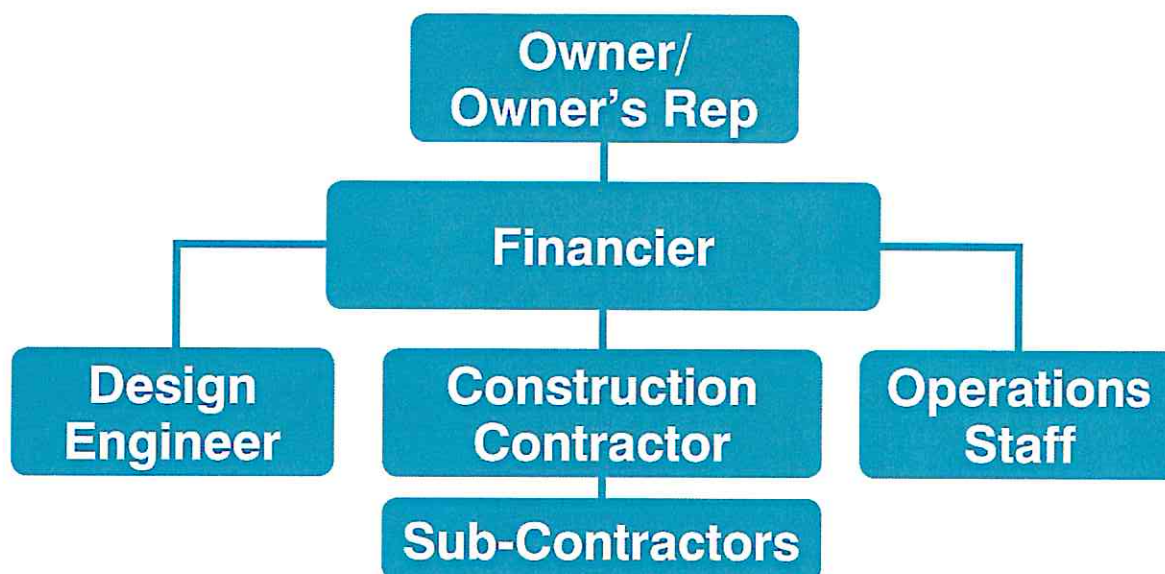 Owner/
Owner's Rep
Financier
Design
Engineer
Construction
Contractor
Operations
Staff
Sub-Contractors